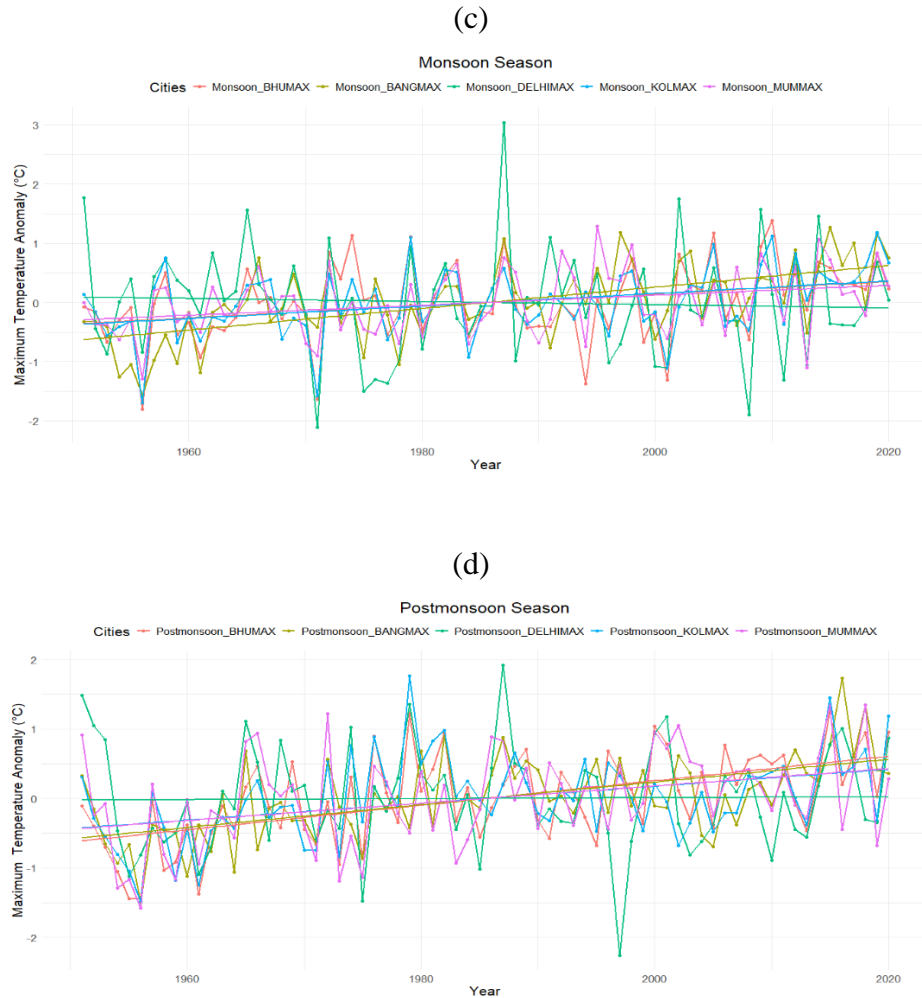 (c)
Monsoon Season
Cities Monsoon_BHUMAX Monsoon_BANGMAX Monsoon_DELHIMAX Monsoon_KOLMAX Monsoon_MUMMAX
Maximum Temperature Anomaly (°C)
3
2
1
0
-1
-2
1960 1980 2000 2020
Year
(d)
Postmonsoon Season
Cities Postmonsoon_BHUMAX Postmonsoon_BANGMAX Postmonsoon_DELHIMAX Postmonsoon_KOLMAX Postmonsoon_MUMMAX
Maximum Temperature Anomaly (°C)
2
1
0
-1
-2
1960 1980 2000 2020
Year